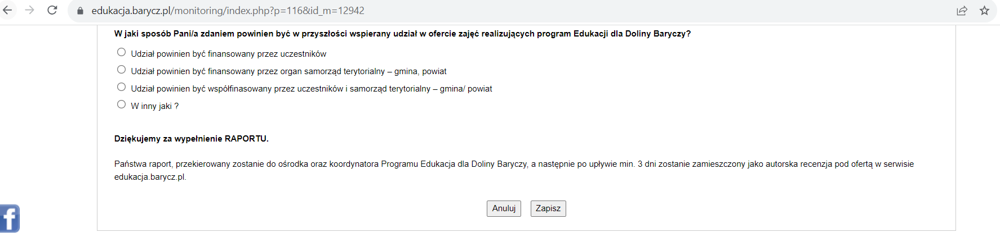 edukacja.barycz.pl/monitoring/index.php?p=116&id_m=12942
W jaki sposób Pani/a zdaniem powinien być w przyszłości wspierany udział w ofercie zajęć realizujących program Edukacji dla Doliny Baryczy?
Udział powinien być finansowany przez uczestników
Udział powinien być finansowany przez organ samorząd terytorialny – gmina, powiat
Udział powinien być współfinasowany przez uczestników i samorząd terytorialny – gmina/ powiat
W inny jaki ?
Dziękujemy za wypełnienie RAPORTU.
Państwa raport, przekierowany zostanie do ośrodka oraz koordynatora Programu Edukacja dla Doliny Baryczy, a następnie po upływie min. 3 dni zostanie zamieszczony jako autorska recenzja pod ofertą w serwisie
edukacja.barycz.pl.
Anuluj Zapisz
f